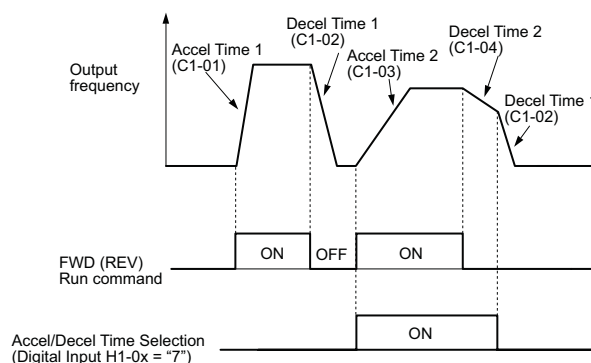 Output
frequency
Accel Time 1
(C1-01)
Decel Time 1
(C1-02)
Accel Time 2
(C1-03)
Decel Time 2
(C1-04)
Decel Time 1
(C1-02)
FWD (REV)
Run command
ON
OFF
ON
Accel/Decel Time Selection
(Digital Input H1-0x = “7”)
ON